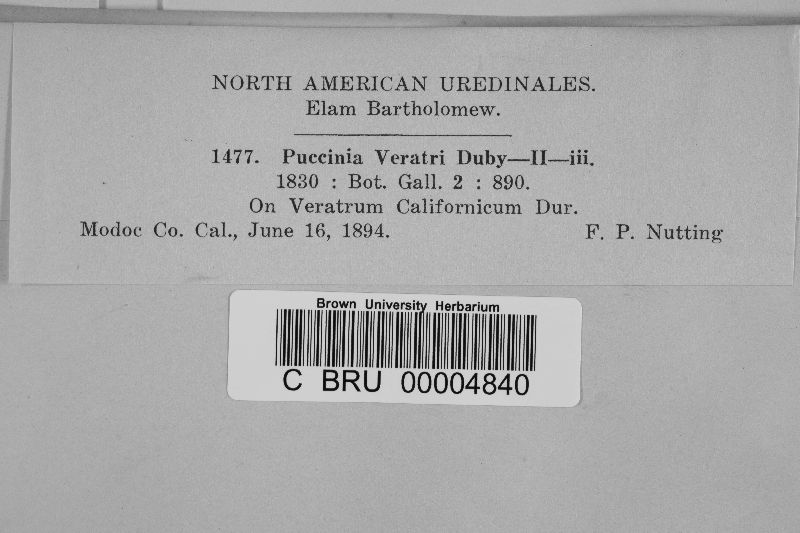 NORTH AMERICAN UREDINALES.
Elam Bartholomew.
1477. Puccinia Veratri Duby—II—iii.
1830 : Bot. Gall. 2 : 890.
On Veratrum Californicum Dur.
Modoc Co. Cal., June 16, 1894. F. P. Nutting
Brown University Herbarium
C BRU 00004840